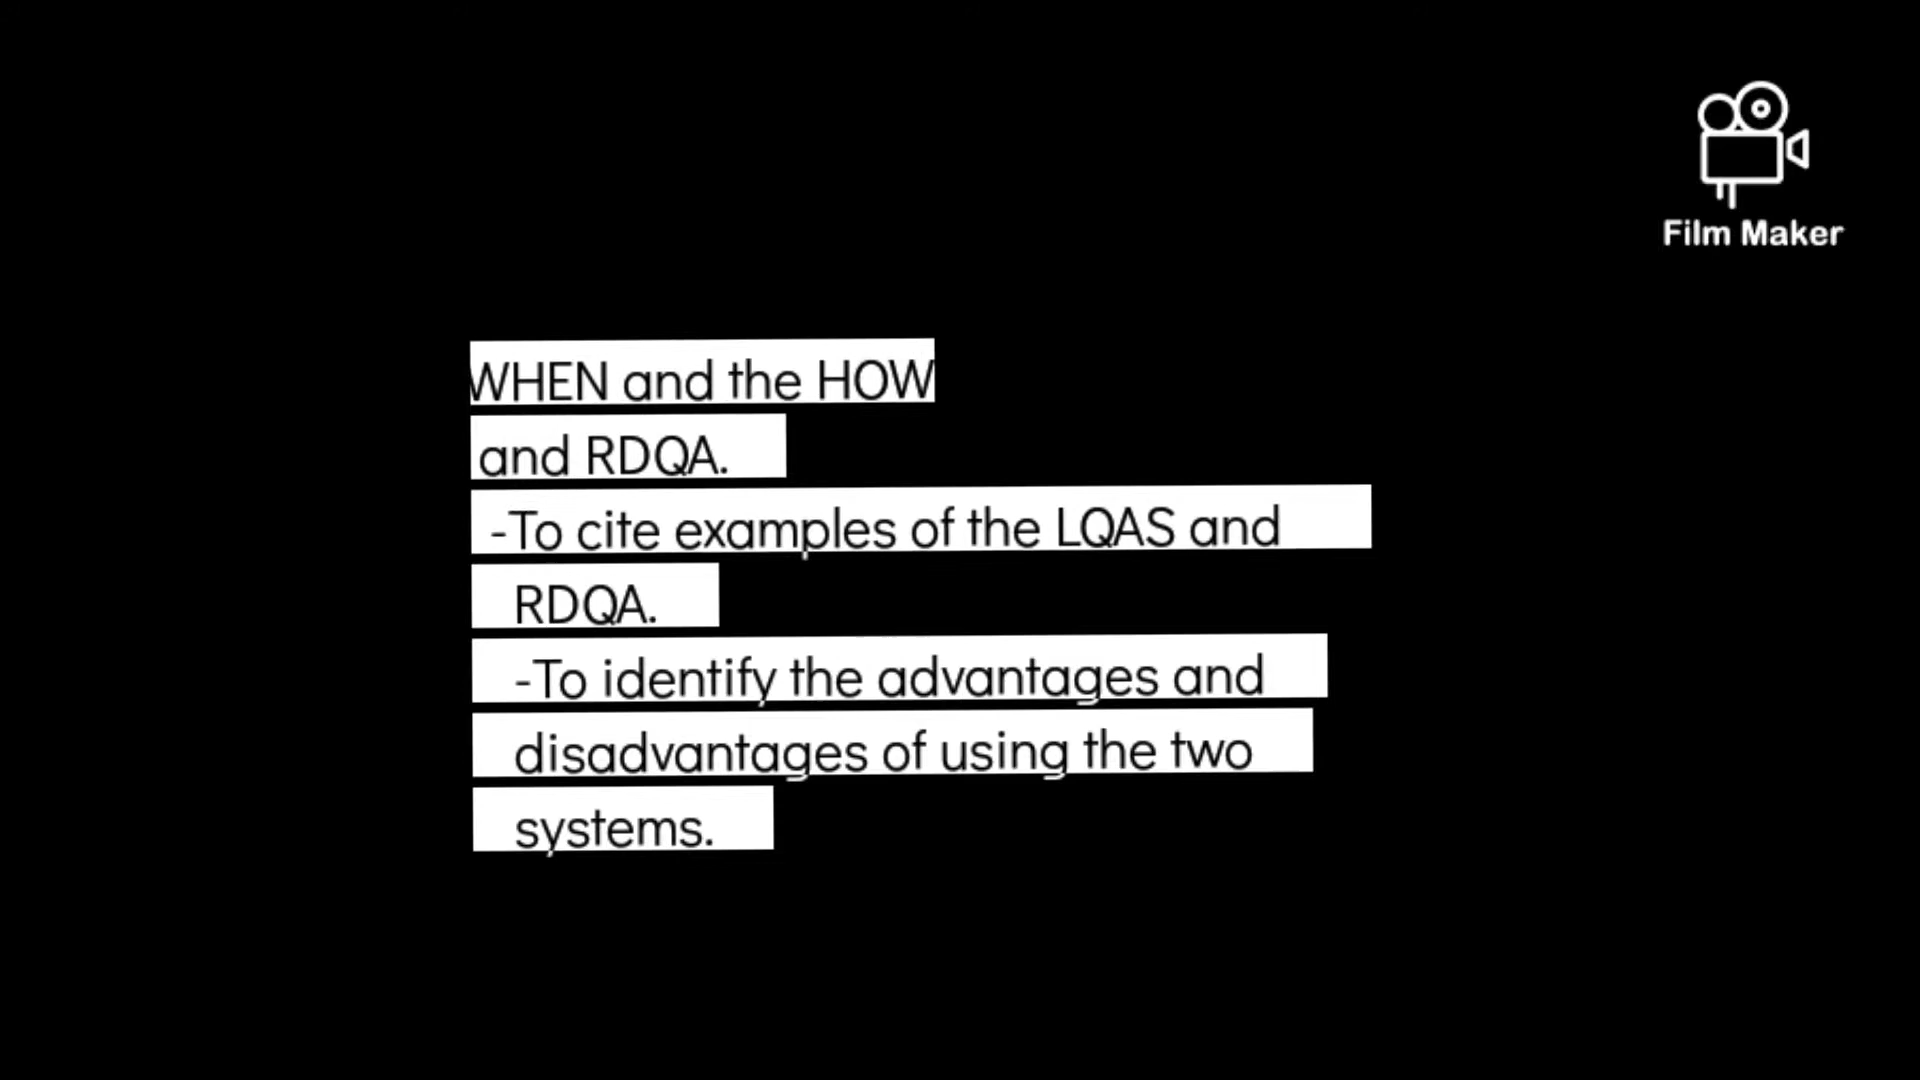 Film Maker
WHEN and the HOW
and RDQA.
-To cite examples of the LQAS and
RDQA.
-To identify the advantages and
disadvantages of using the two
systems.